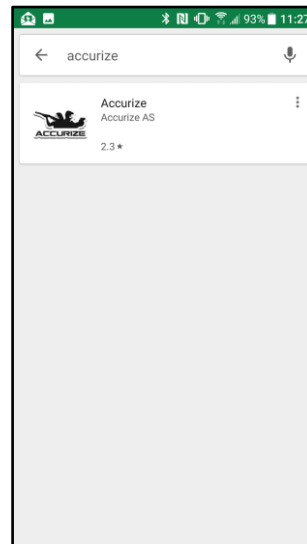 93% 11:27
accurize
Accurize
Accurize AS
ACCURIZE
2.3★